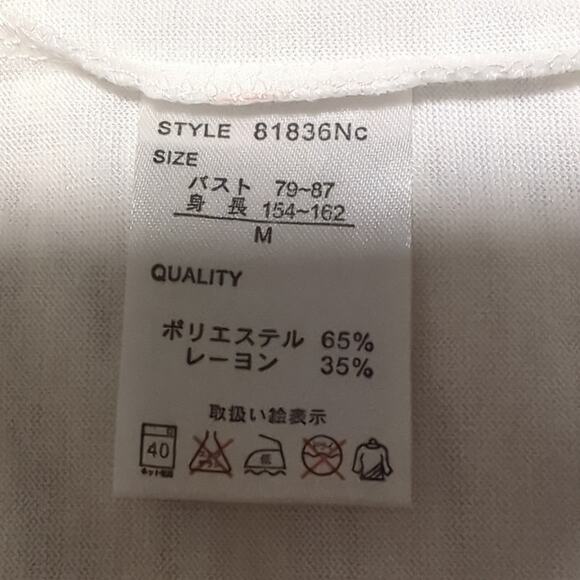 STYLE 81836Nc
SIZE
バスト 79~87
身長 154~162
M
QUALITY
ポリエステル 65%
レーヨン 35%
取扱い絵表示
40 低
ネット使用